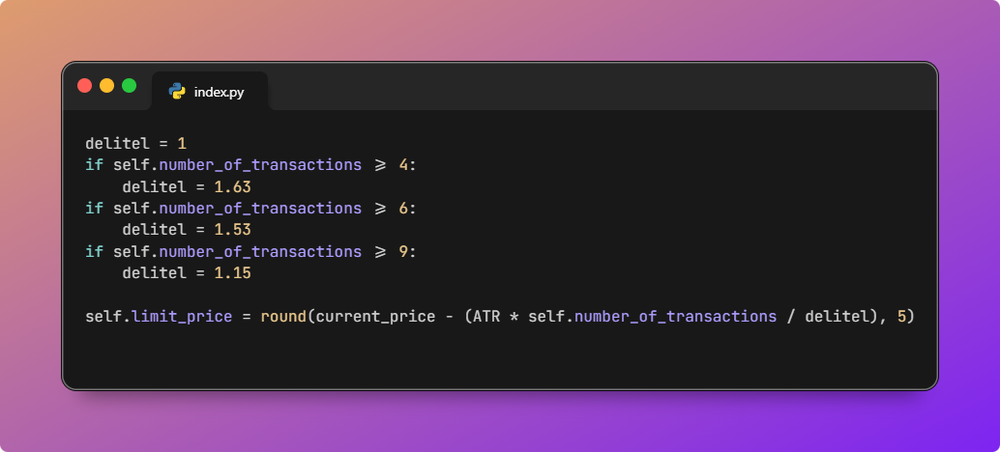 index.py
delitel = 1
if self.number_of_transactions >= 4:
    delitel = 1.63
if self.number_of_transactions >= 6:
    delitel = 1.53
if self.number_of_transactions >= 9:
    delitel = 1.15
self.limit_price = round(current_price - (ATR * self.number_of_transactions / delitel), 5)